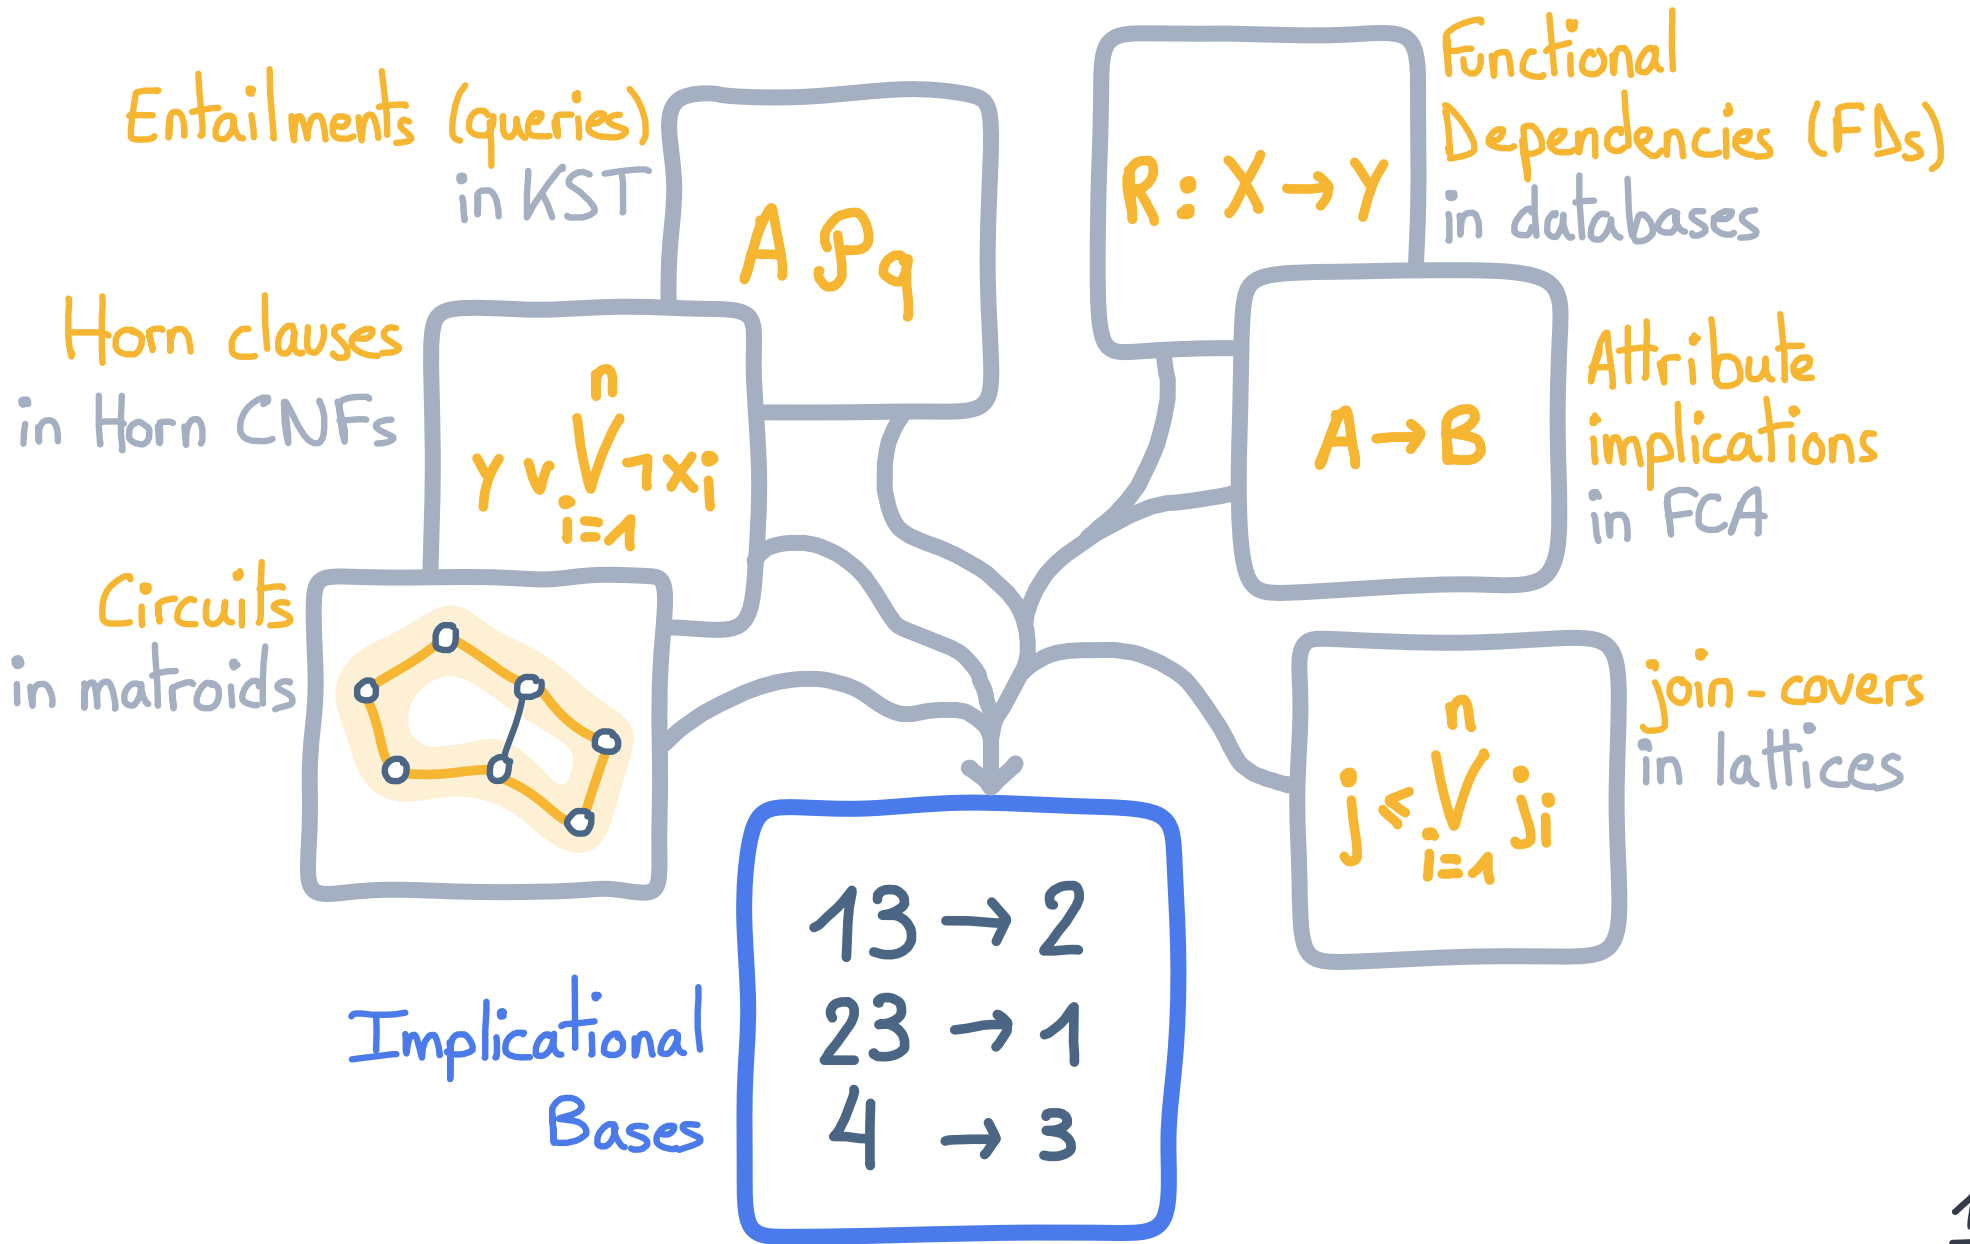 Entailments (queries)
in KST
A 𝒫 q
Functional
Dependencies (FDs)
in databases
R: X → Y
Horn clauses
in Horn CNFs
n
y ∨ ⋁ ¬ xi
i=1
Attribute
implications
in FCA
A → B
Circuits
in matroids
join-covers
in lattices
n
j ≤ ⋁ ji
i=1
Implicational
Bases
13 → 2
23 → 1
4 → 3